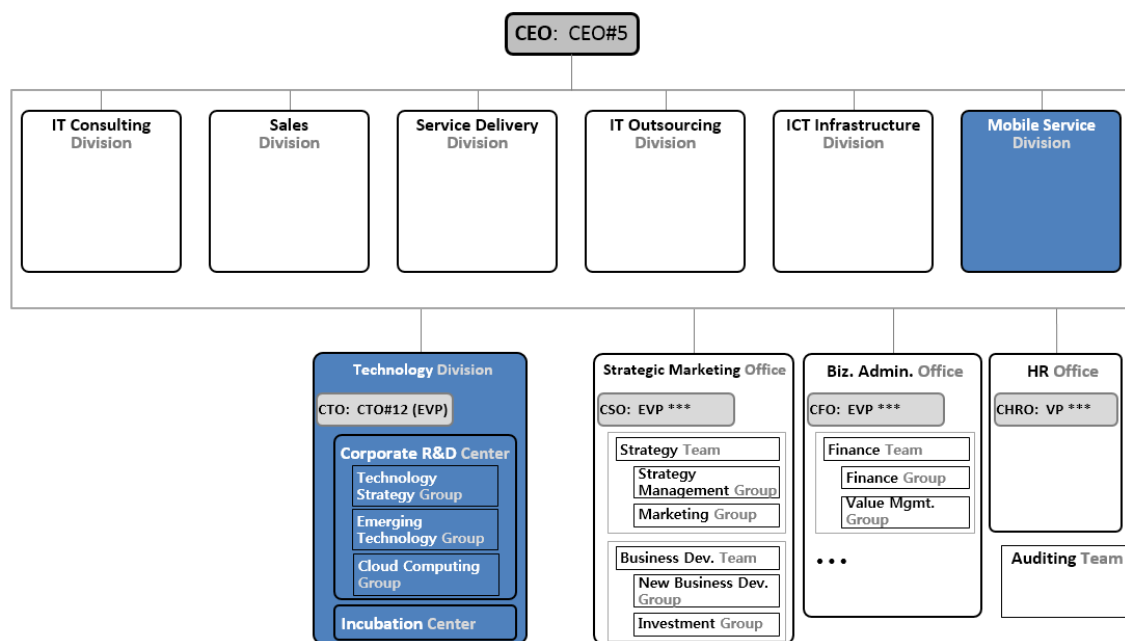 CEO: CEO#5
IT Consulting
Division
Sales
Division
Service Delivery
Division
IT Outsourcing
Division
ICT Infrastructure
Division
Mobile Service
Division
Technology Division
CTO: CTO#12 (EVP)
Corporate R&D Center
Technology
Strategy Group
Emerging
Technology Group
Cloud Computing
Group
Incubation Center
Strategic Marketing Office
CSO: EVP ***
Strategy Team
Strategy
Management Group
Marketing Group
Business Dev. Team
New Business Dev.
Group
Investment Group
Biz. Admin. Office
CFO: EVP ***
Finance Team
Finance Group
Value Mgmt.
Group
•••
HR Office
CHRO: VP ***
Auditing Team